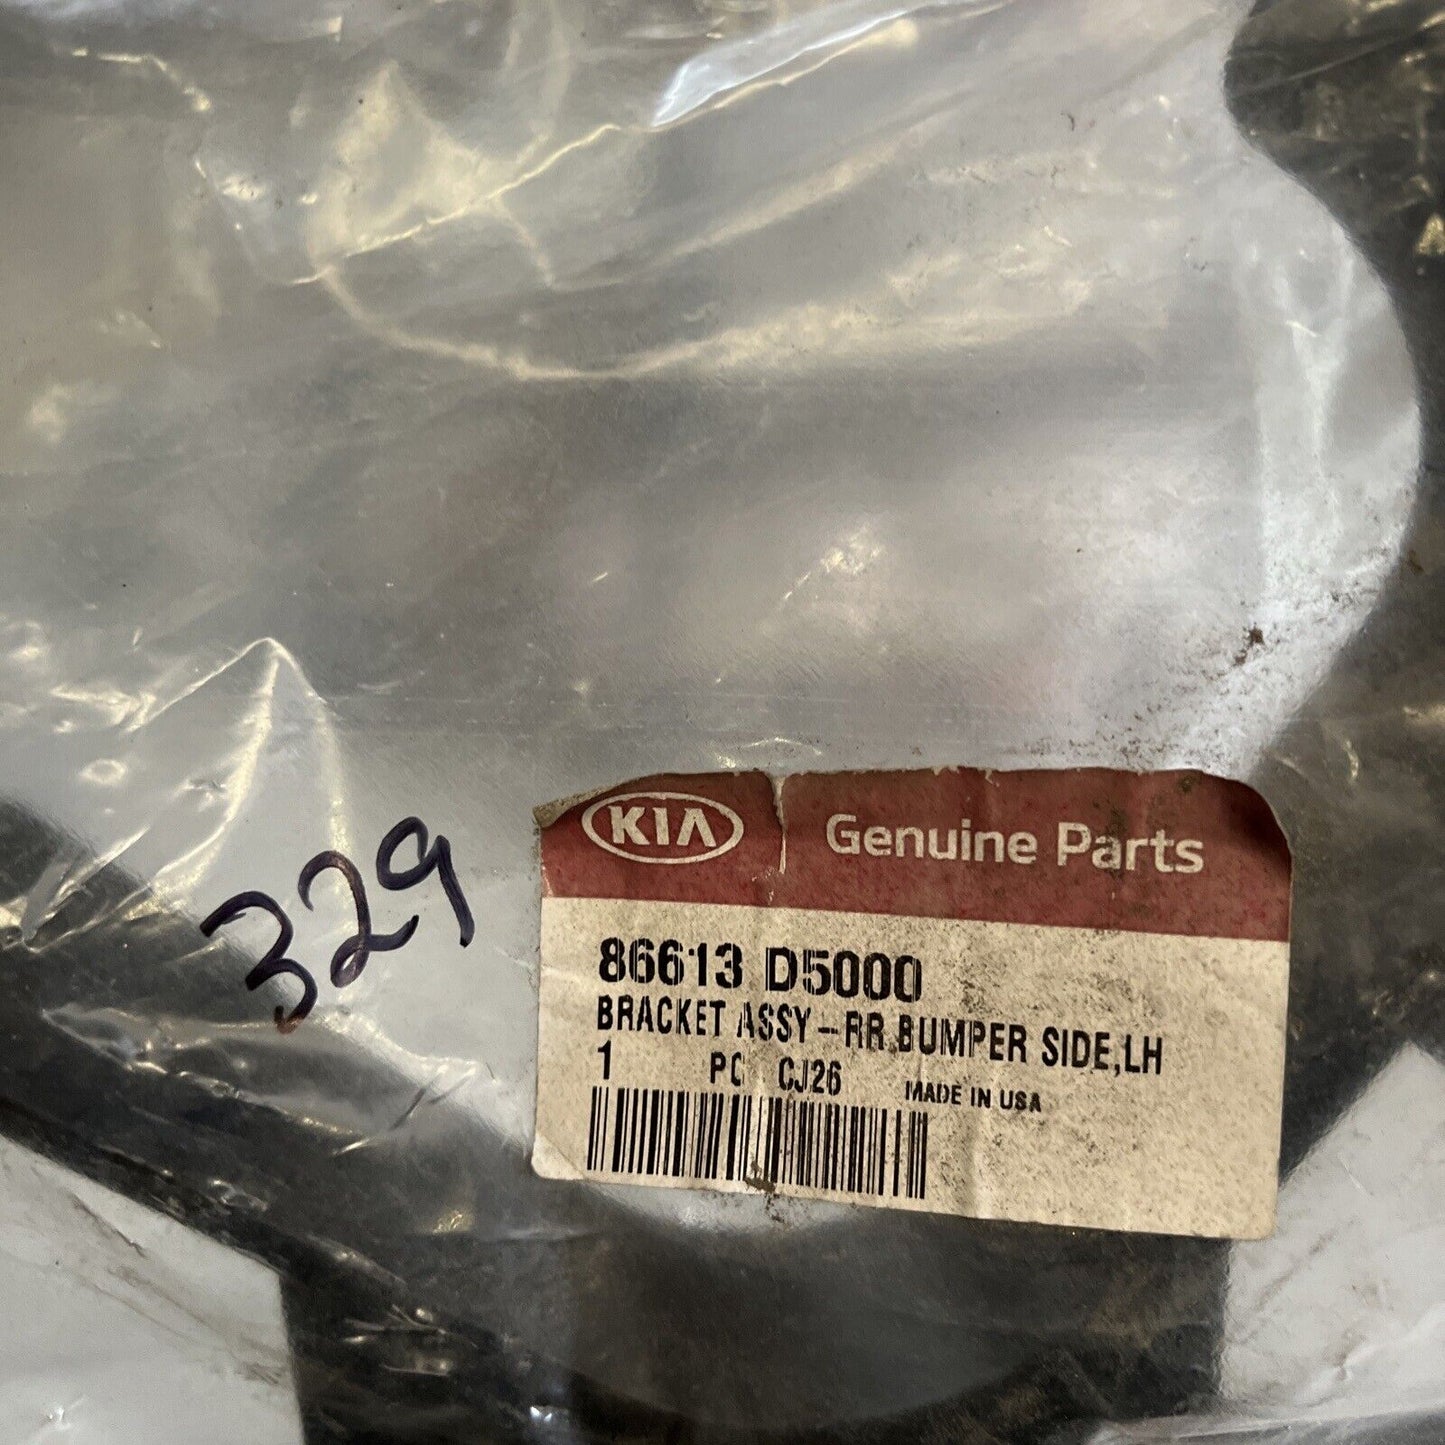 KIA Genuine Parts
86613 D5000
BRACKET ASSY-RR BUMPER SIDE,LH
1 PC CJ26 MADE IN USA
329